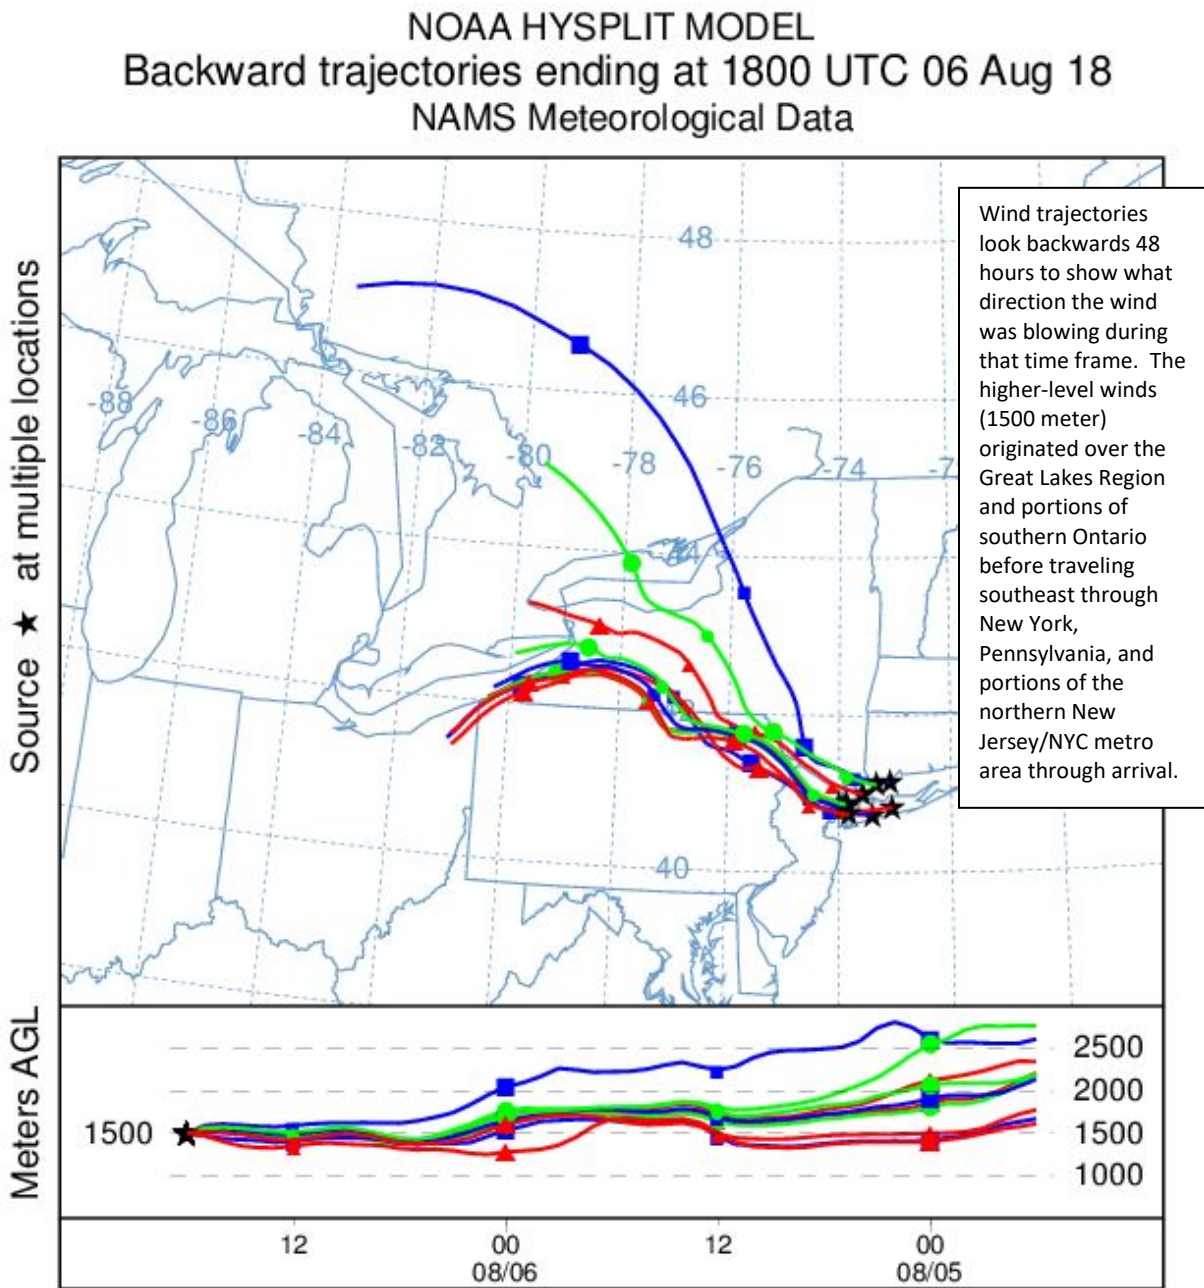 NOAA HYSPLIT MODEL
Backward trajectories ending at 1800 UTC 06 Aug 18
NAMS Meteorological Data
Source ★ at multiple locations
48
46
44
42
40
-88
-86
-84
-82
-80
-78
-76
-74
-7
Wind trajectories
look backwards 48
hours to show what
direction the wind
was blowing during
that time frame. The
higher-level winds
(1500 meter)
originated over the
Great Lakes Region
and portions of
southern Ontario
before traveling
southeast through
New York,
Pennsylvania, and
portions of the
northern New
Jersey/NYC metro
area through arrival.
Meters AGL
1500
2500
2000
1500
1000
12 00 12 00
08/06 08/05